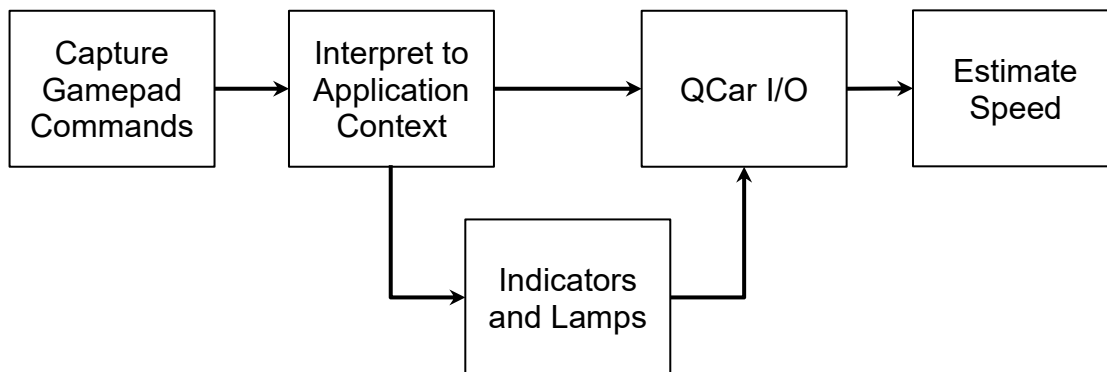 Capture
Gamepad
Commands
Interpret to
Application
Context
QCar I/O
Estimate
Speed
Indicators
and Lamps